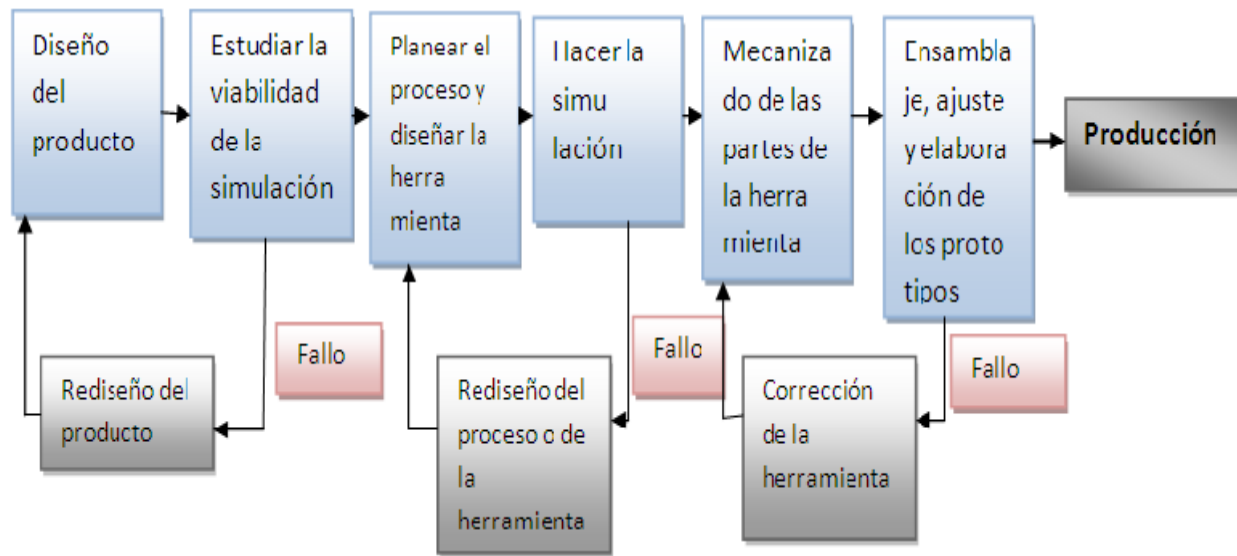 Diseño
del
producto
Estudiar la
viabilidad
de la
simulación
Planear el
proceso y
diseñar la
herra
mienta
Hacer la
simu
lación
Mecaniza
do de las
partes de
la herra
mienta
Ensambla
je, ajuste
y elabora
ción de
los proto
tipos
Producción
Fallo
Rediseño del
producto
Fallo
Rediseño del
proceso o de
la
herramienta
Fallo
Corrección
de la
herramienta